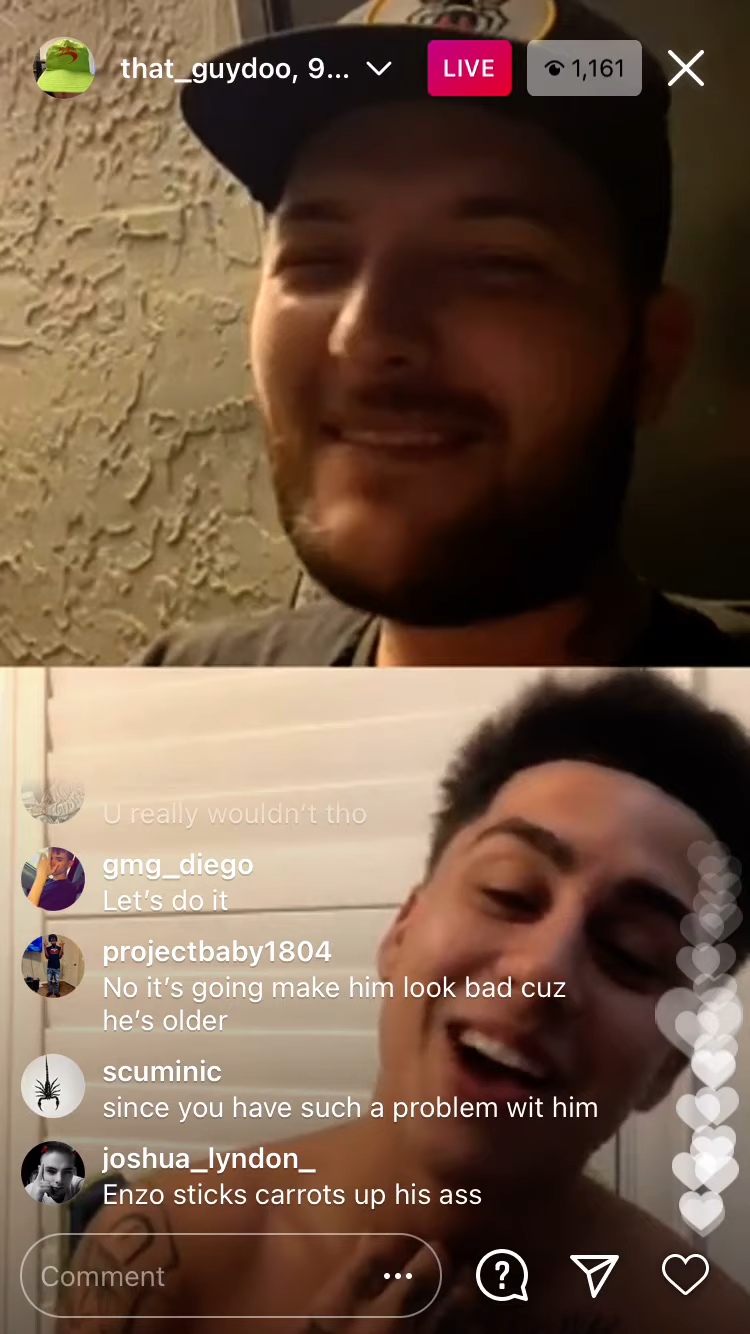 that_guydoo, 9...
LIVE
1,161
U really wouldn't tho
gmg_diego
Let's do it
projectbaby1804
No it's going make him look bad cuz
he's older
scuminic
since you have such a problem wit him
joshua_lyndon_
Enzo sticks carrots up his ass
Comment